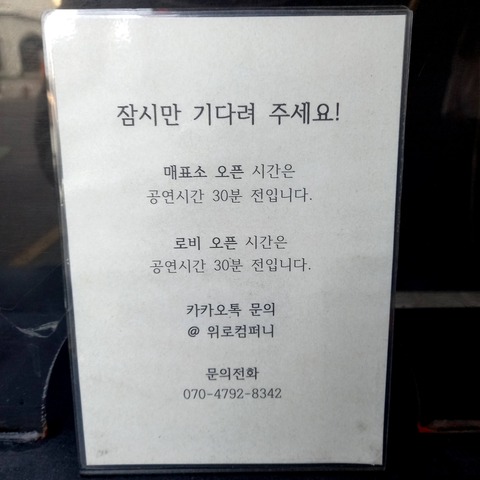 잠시만 기다려 주세요!
매표소 오픈 시간은
공연시간 30분 전입니다.
로비 오픈 시간은
공연시간 30분 전입니다.
카카오톡 문의
@ 위로컴퍼니
문의전화
070-4792-8342